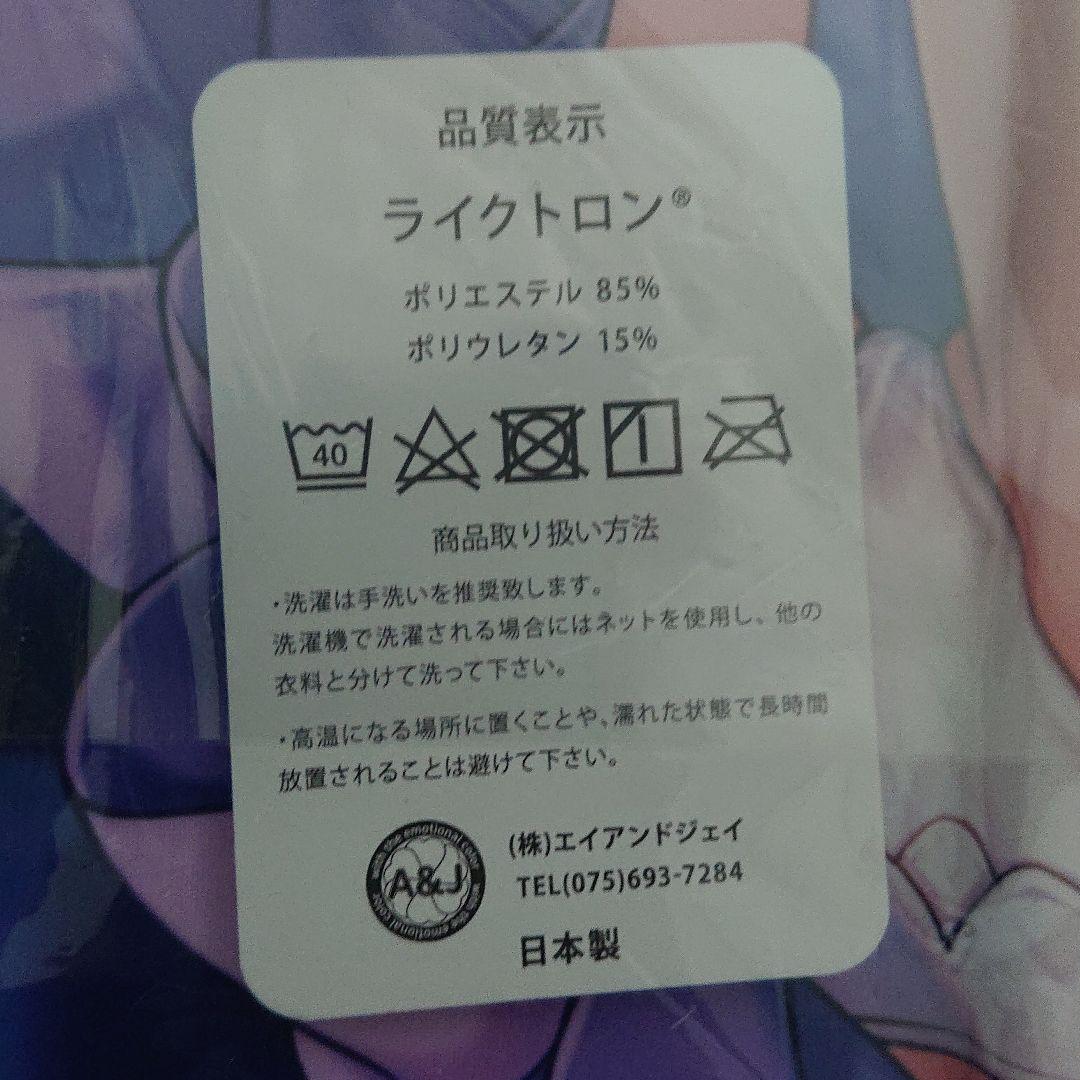 品質表示
ライクトロン®
ポリエステル 85%
ポリウレタン 15%
40
商品取り扱い方法
・洗濯は手洗いを推奨致します。
洗濯機で洗濯される場合にはネットを使用し、他の
衣料と分けて洗って下さい。
・高温になる場所に置くことや、濡れた状態で長時間
放置されることは避けて下さい。
A&J
(株)エイアンドジェイ
TEL(075)693-7284
日本製